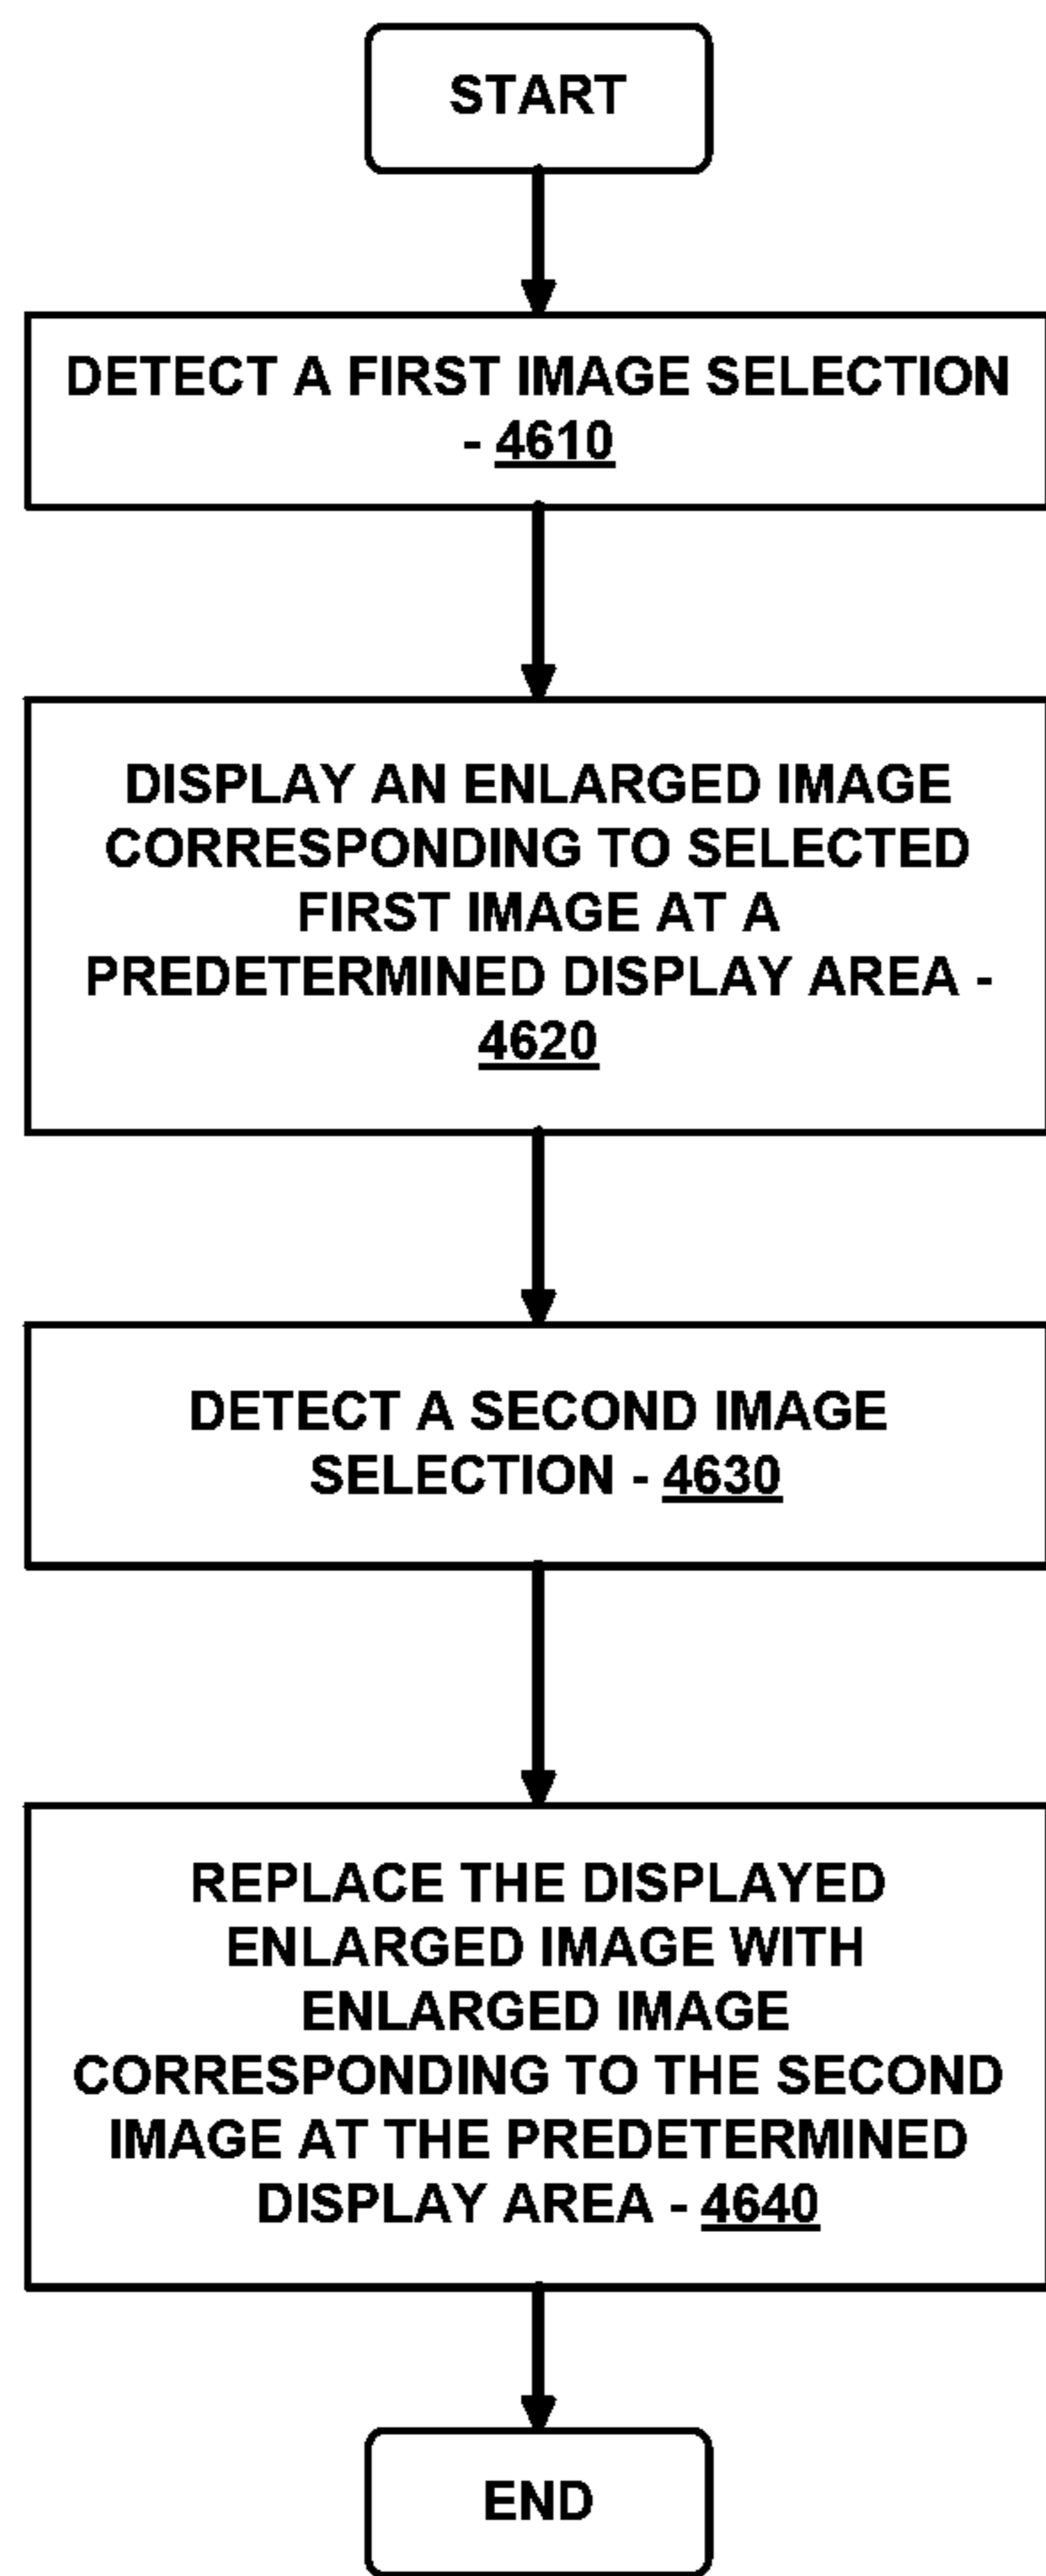 START
DETECT A FIRST IMAGE SELECTION
- 4610
DISPLAY AN ENLARGED IMAGE
CORRESPONDING TO SELECTED
FIRST IMAGE AT A
PREDETERMINED DISPLAY AREA -
4620
DETECT A SECOND IMAGE
SELECTION - 4630
REPLACE THE DISPLAYED
ENLARGED IMAGE WITH
ENLARGED IMAGE
CORRESPONDING TO THE SECOND
IMAGE AT THE PREDETERMINED
DISPLAY AREA - 4640
END